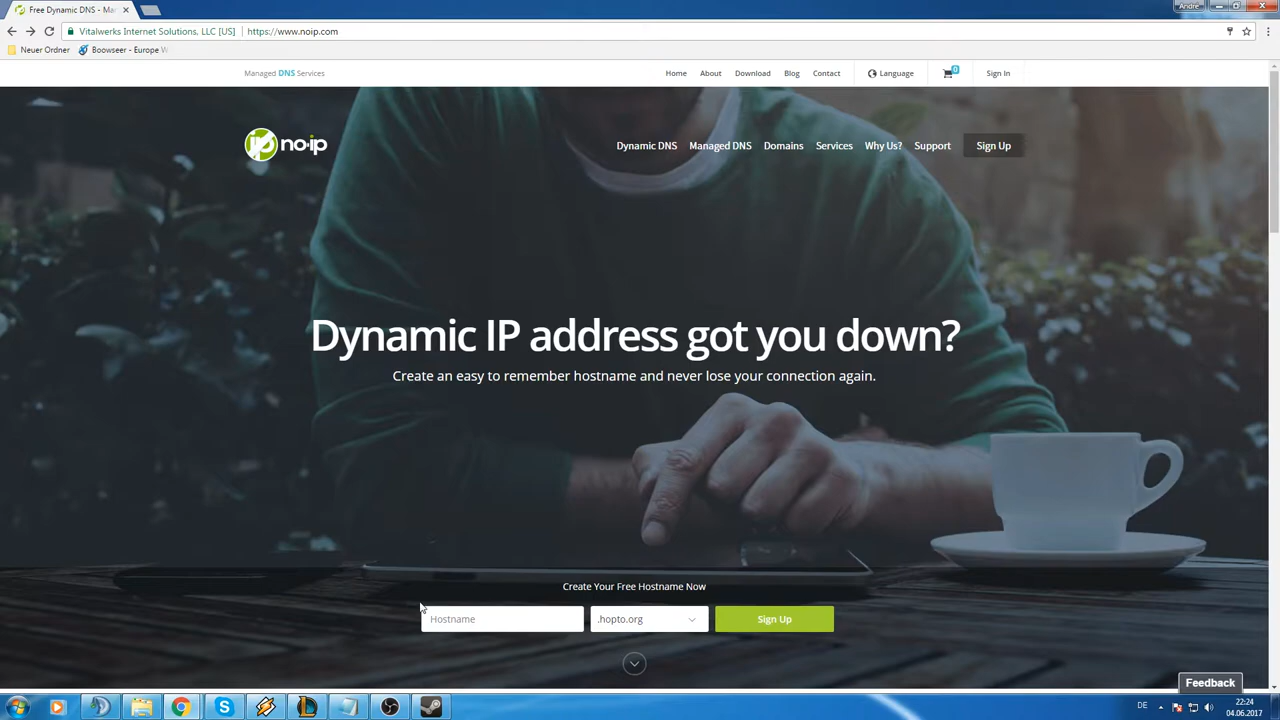 Free Dynamic DNS - Ma
Andre
Vitalwerks Internet Solutions, LLC [US] https://www.noip.com
Neuer Ordner Boowseer - Europe W
Managed DNS Services Home About Download Blog Contact Language 0 Sign In
no-ip Dynamic DNS Managed DNS Domains Services Why Us? Support Sign Up
Dynamic IP address got you down?
Create an easy to remember hostname and never lose your connection again.
Create Your Free Hostname Now
Hostname .hopto.org Sign Up
Feedback
DE 22:24
04.06.2017